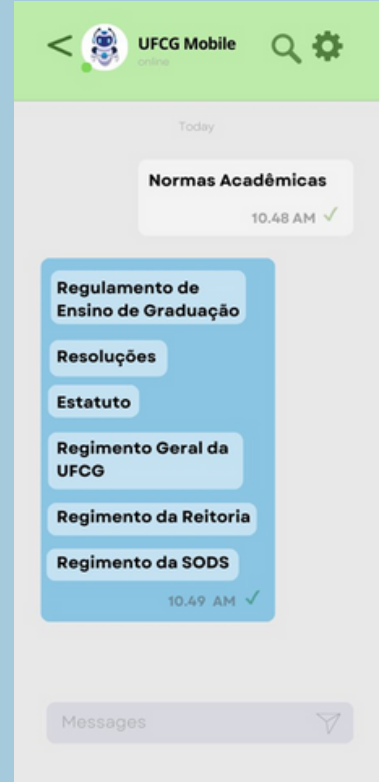 UFCG Mobile
online
Today
Normas Acadêmicas
10.48 AM
Regulamento de
Ensino de Graduação
Resoluções
Estatuto
Regimento Geral da
UFCG
Regimento da Reitoria
Regimento da SODS
10.49 AM
Messages